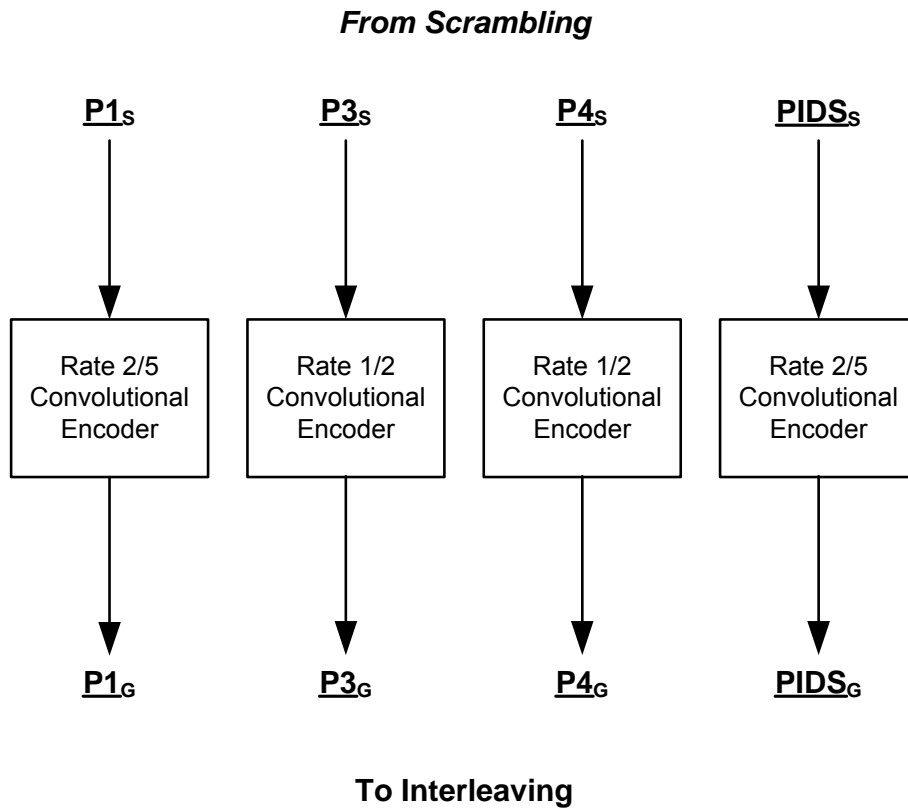 From Scrambling
P1S P3S P4S PIDSS
Rate 2/5
Convolutional
Encoder
Rate 1/2
Convolutional
Encoder
Rate 1/2
Convolutional
Encoder
Rate 2/5
Convolutional
Encoder
P1G P3G P4G PIDSG
To Interleaving